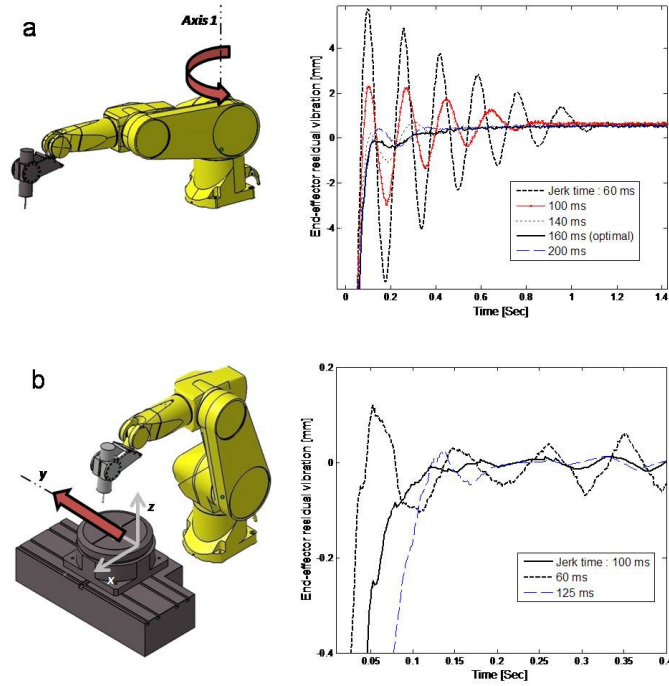 a
Axis 1
End-effector residual vibration [mm]
4
2
0
-2
-4
Jerk time : 60 ms
100 ms
140 ms
160 ms (optimal)
200 ms
0
0.2
0.4
0.6
0.8
1
1.2
1.4
Time [Sec]
b
y
z
x
End-effector residual vibration [mm]
0.2
0
-0.2
-0.4
Jerk time : 100 ms
60 ms
125 ms
0.05
0.1
0.15
0.2
0.25
0.3
0.35
0.4
Time [Sec]